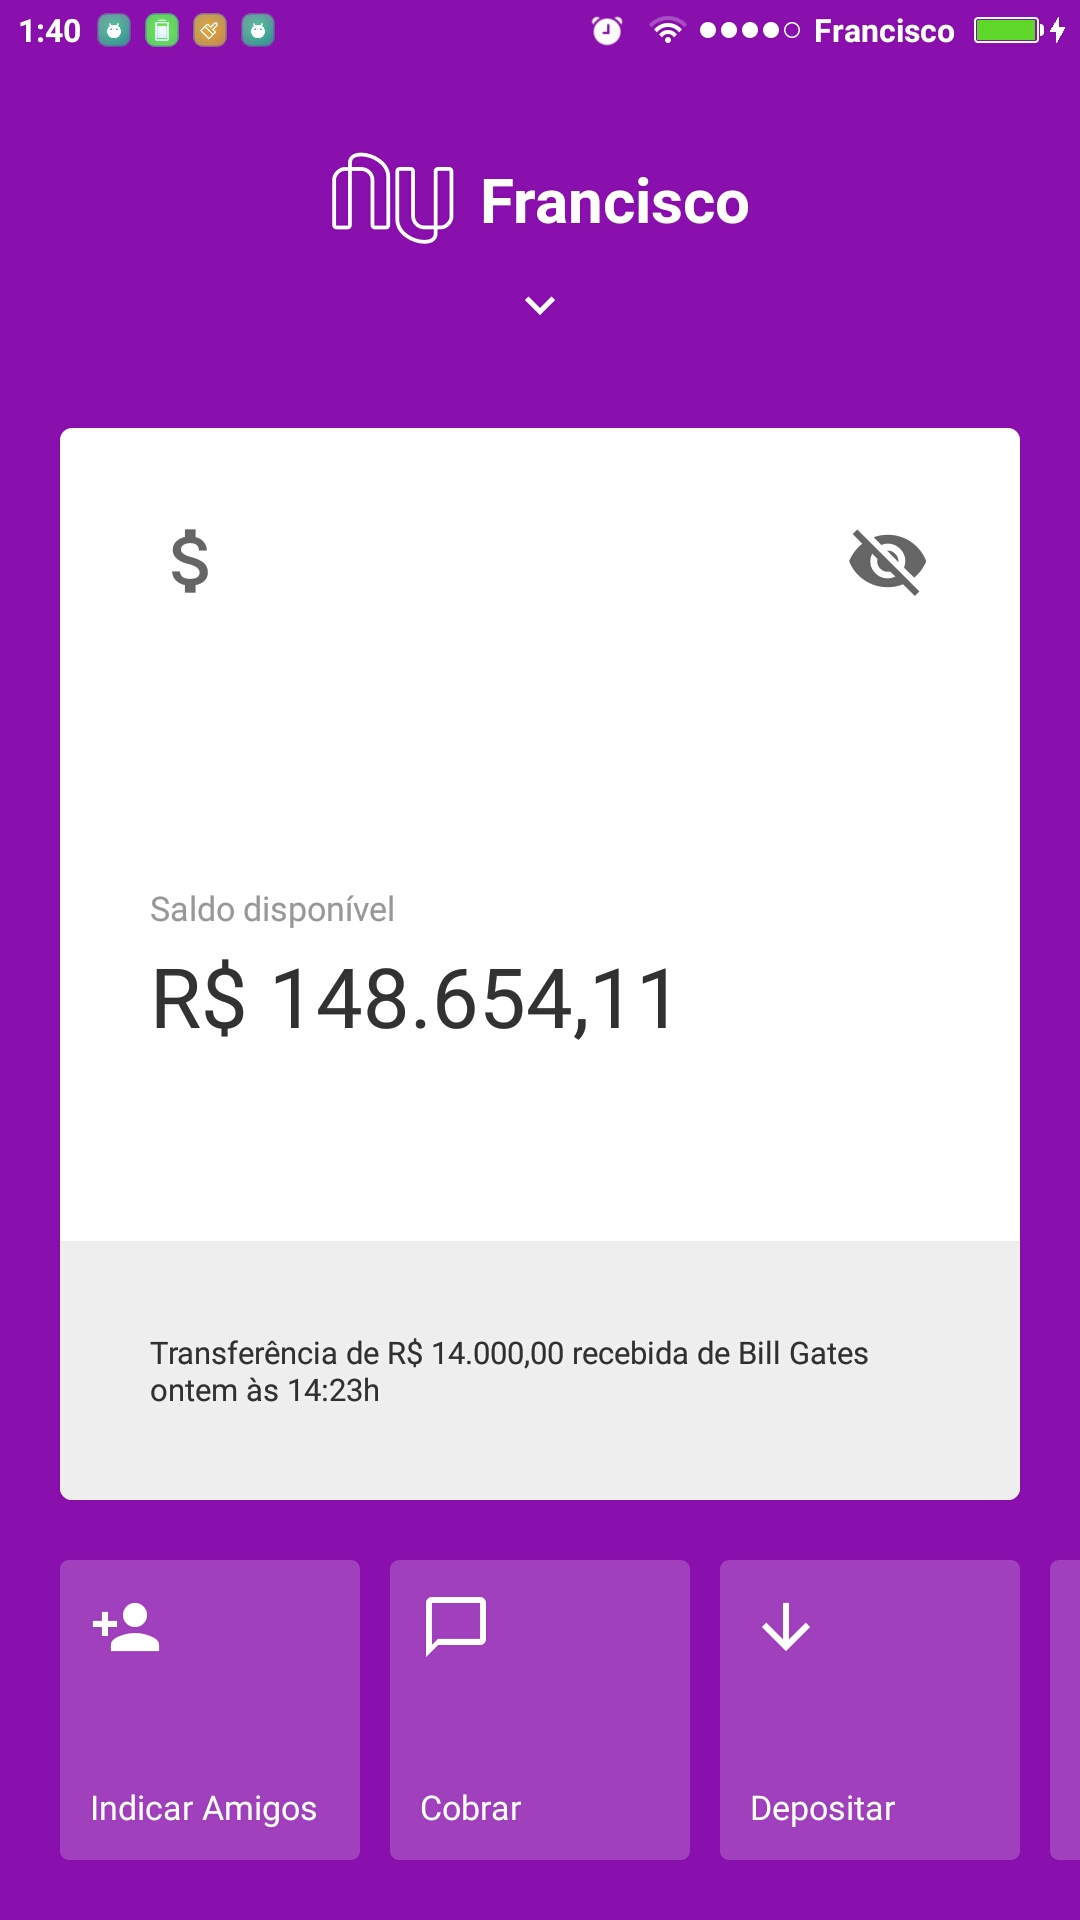 1:40 Francisco
nu Francisco
$
Saldo disponível
R$ 148.654,11
Transferência de R$ 14.000,00 recebida de Bill Gates
ontem às 14:23h
Indicar Amigos Cobrar Depositar